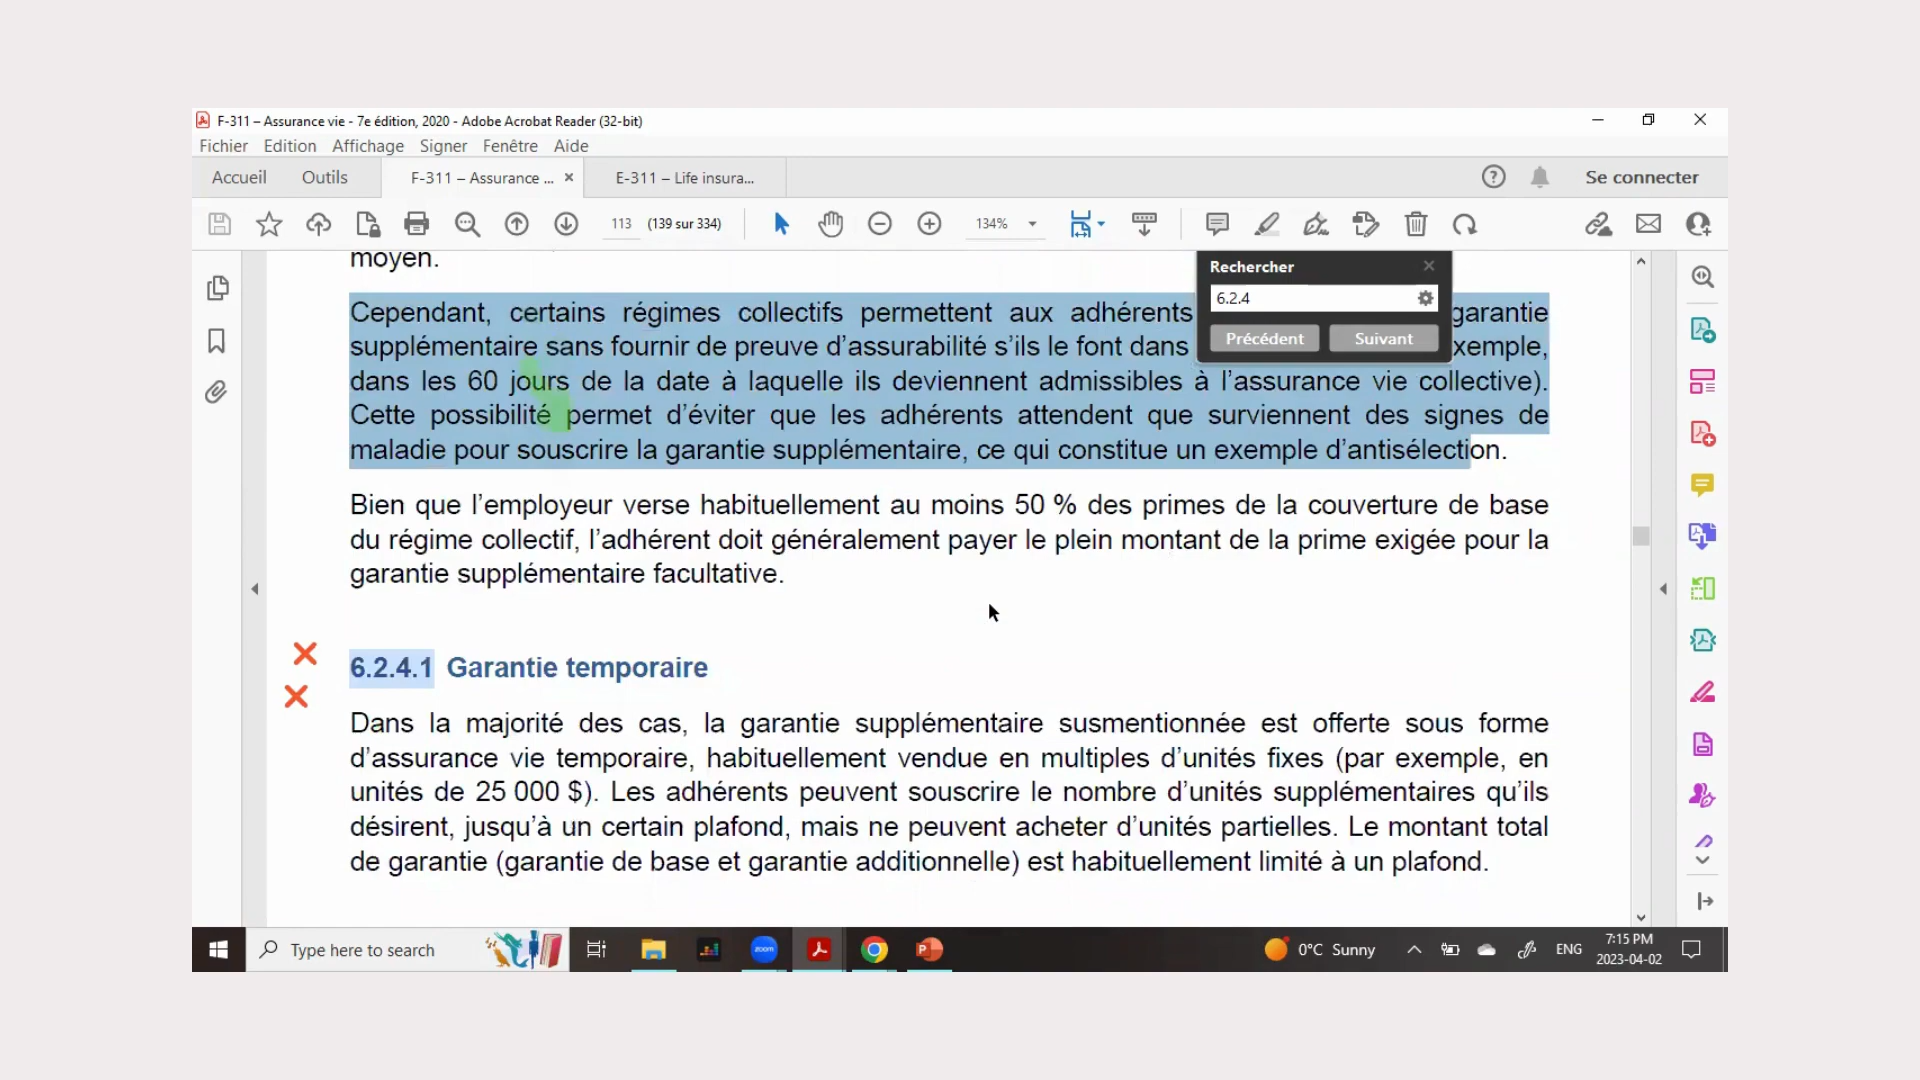 F-311 – Assurance vie - 7e édition, 2020 - Adobe Acrobat Reader (32-bit)
Fichier Edition Affichage Signer Fenêtre Aide
Accueil Outils F-311 – Assurance ... × E-311 – Life insura... Se connecter
113 (139 sur 334) 134%
moyen.
Rechercher
6.2.4
Précédent Suivant
Cependant, certains régimes collectifs permettent aux adhérents garantie
supplémentaire sans fournir de preuve d’assurabilité s’ils le font dans xemple,
dans les 60 jours de la date à laquelle ils deviennent admissibles à l’assurance vie collective).
Cette possibilité permet d’éviter que les adhérents attendent que surviennent des signes de
maladie pour souscrire la garantie supplémentaire, ce qui constitue un exemple d’antisélection.
Bien que l’employeur verse habituellement au moins 50 % des primes de la couverture de base
du régime collectif, l’adhérent doit généralement payer le plein montant de la prime exigée pour la
garantie supplémentaire facultative.
6.2.4.1 Garantie temporaire
Dans la majorité des cas, la garantie supplémentaire susmentionnée est offerte sous forme
d’assurance vie temporaire, habituellement vendue en multiples d’unités fixes (par exemple, en
unités de 25 000 $). Les adhérents peuvent souscrire le nombre d’unités supplémentaires qu’ils
désirent, jusqu’à un certain plafond, mais ne peuvent acheter d’unités partielles. Le montant total
de garantie (garantie de base et garantie additionnelle) est habituellement limité à un plafond.
Type here to search zoom 0°C Sunny ENG 7:15 PM
2023-04-02